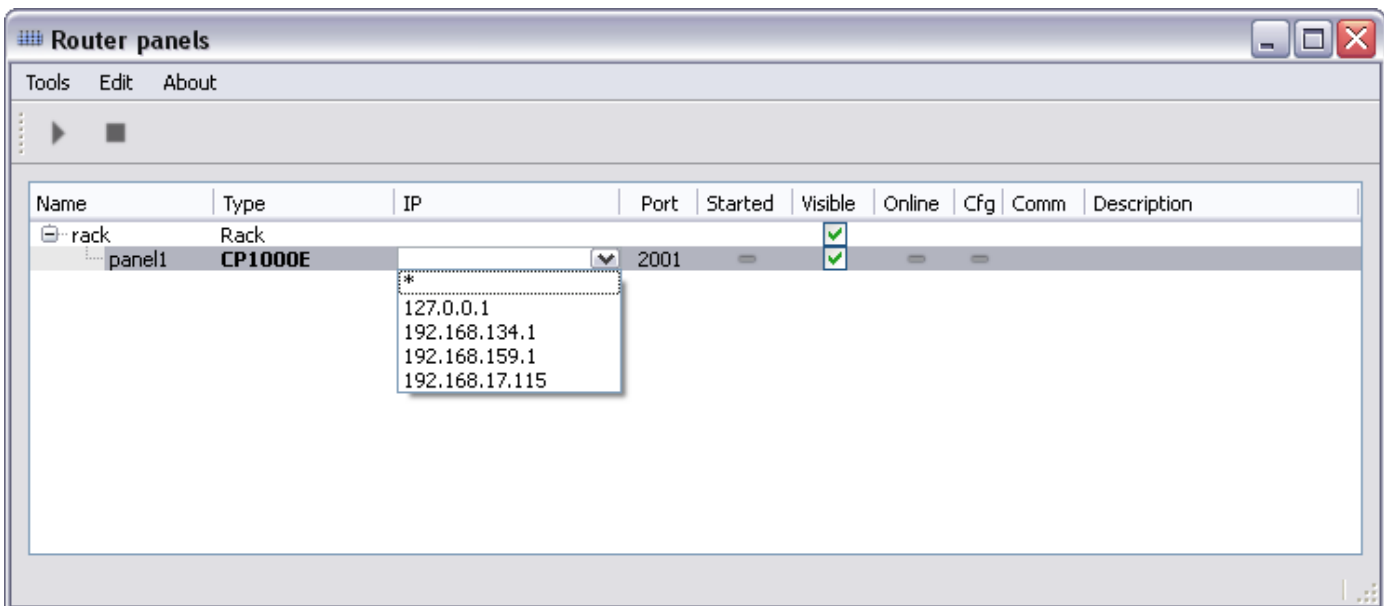 Router panels
Tools Edit About
Name Type IP Port Started Visible Online Cfg Comm Description
rack Rack
panel1 CP1000E 2001
*
127.0.0.1
192.168.134.1
192.168.159.1
192.168.17.115